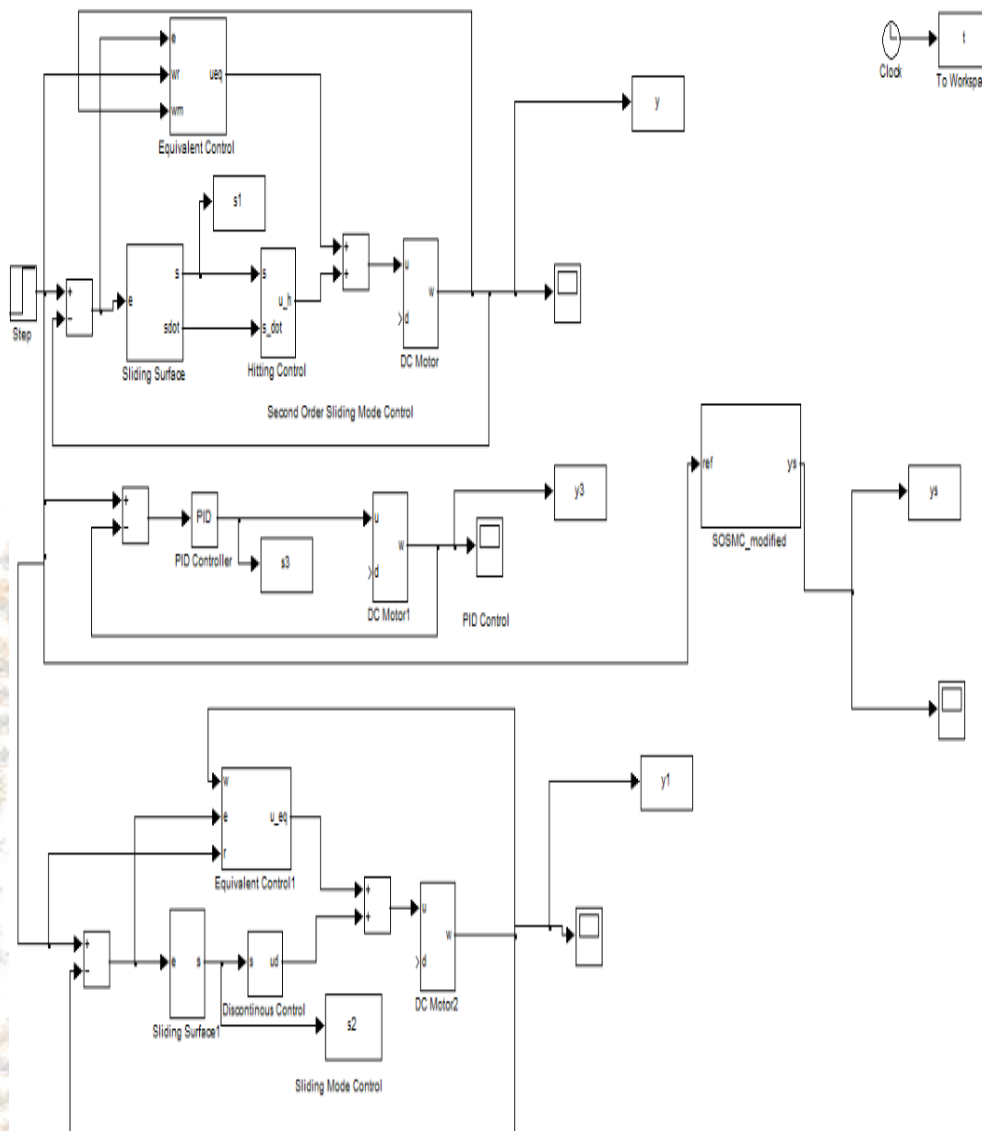 e
wr
wm
ueq
Equivalent Control
y
t
Clock
s1
+
−
Step
e
s
sdot
Sliding Surface
s
u_h
s_dot
Hitting Control
+
+
u
w
d
DC Motor
Second Order Sliding Mode Control
+
−
PID
PID Controller
s3
u
w
d
DC Motor1
y3
PID Control
ref
ys
SOSMC_modified
ys
w
e
u_eq
r
Equivalent Control1
y1
+
−
e
s
Sliding Surface1
s
ud
Discontinous Control
s2
+
+
u
w
d
DC Motor2
Sliding Mode Control
To Workspa